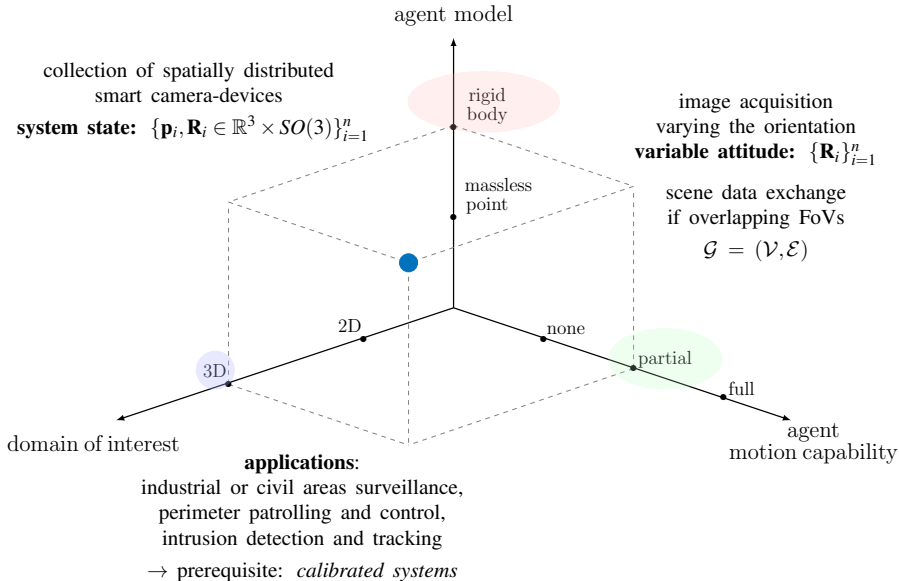 agent model
collection of spatially distributed
smart camera-devices
system state: {p_i, R_i ∈ ℝ³ × SO(3)}ⁿ_{i=1}
rigid
body
image acquisition
varying the orientation
variable attitude: {R_i}ⁿ_{i=1}
massless
point
scene data exchange
if overlapping FoVs
𝒢 = (𝒱, ℰ)
2D
none
3D
partial
full
domain of interest
agent
motion capability
applications:
industrial or civil areas surveillance,
perimeter patrolling and control,
intrusion detection and tracking
→ prerequisite: calibrated systems